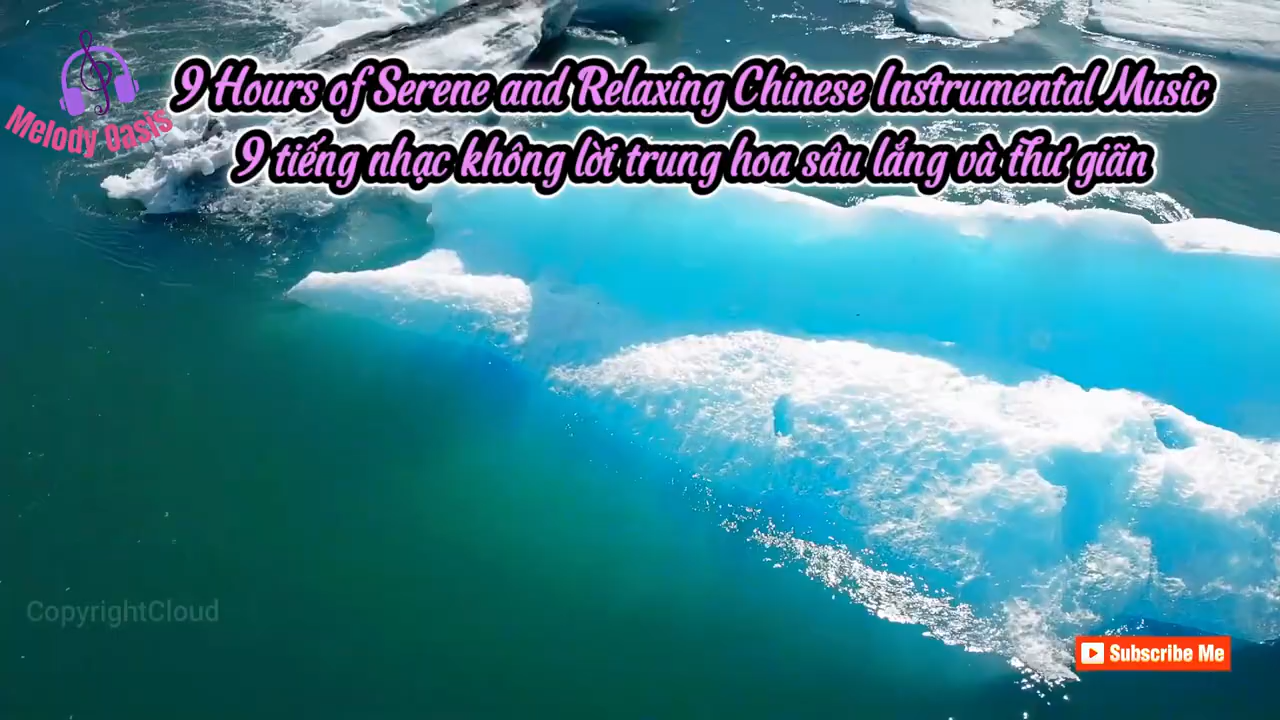 Melody Oasis
9 Hours of Serene and Relaxing Chinese Instrumental Music
9 tiếng nhạc không lời trung hoa sâu lắng và thư giãn
CopyrightCloud
Subscribe Me